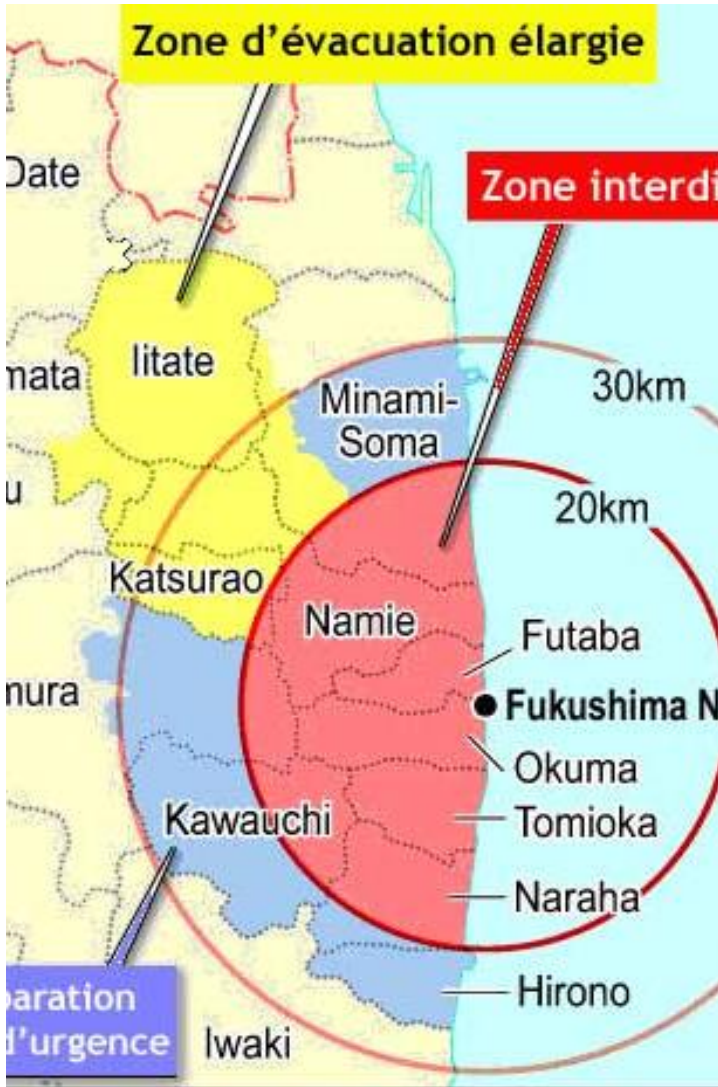 Zone d'évacuation élargie
Date
Zone interdi
Iitate
mata
30km
Minami-
Soma
u
20km
Katsurao
Namie
Futaba
mura
Fukushima N
Okuma
Kawauchi
Tomioka
Naraha
paration
d'urgence
Hirono
Iwaki